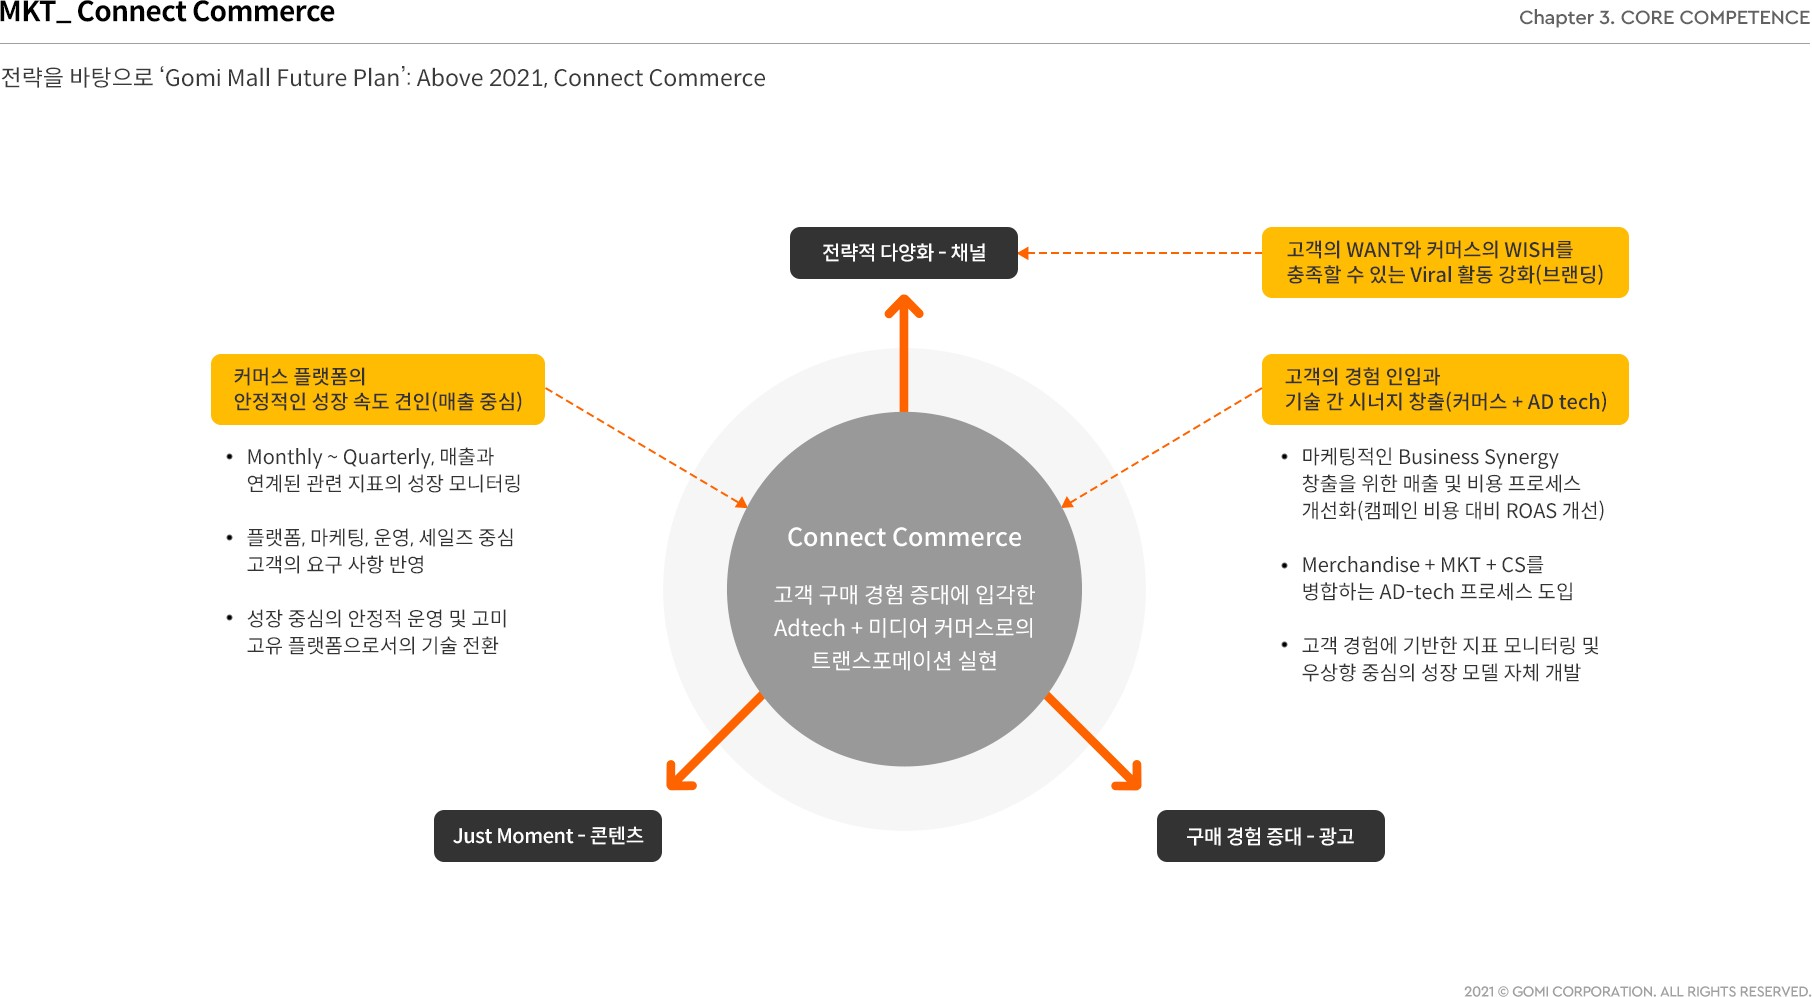 MKT_ Connect Commerce
Chapter 3. CORE COMPETENCE
전략을 바탕으로 ‘Gomi Mall Future Plan’: Above 2021, Connect Commerce
전략적 다양화 - 채널
고객의 WANT와 커머스의 WISH를
충족할 수 있는 Viral 활동 강화(브랜딩)
커머스 플랫폼의
안정적인 성장 속도 견인(매출 중심)
• Monthly ~ Quarterly, 매출과
연계된 관련 지표의 성장 모니터링
• 플랫폼, 마케팅, 운영, 세일즈 중심
고객의 요구 사항 반영
• 성장 중심의 안정적 운영 및 고미
고유 플랫폼으로서의 기술 전환
고객의 경험 인입과
기술 간 시너지 창출(커머스 + AD tech)
• 마케팅적인 Business Synergy
창출을 위한 매출 및 비용 프로세스
개선화(캠페인 비용 대비 ROAS 개선)
• Merchandise + MKT + CS를
병합하는 AD-tech 프로세스 도입
• 고객 경험에 기반한 지표 모니터링 및
우상향 중심의 성장 모델 자체 개발
Connect Commerce
고객 구매 경험 증대에 입각한
Adtech + 미디어 커머스로의
트랜스포메이션 실현
Just Moment - 콘텐츠
구매 경험 증대 - 광고
2021 © GOMI CORPORATION. ALL RIGHTS RESERVED.